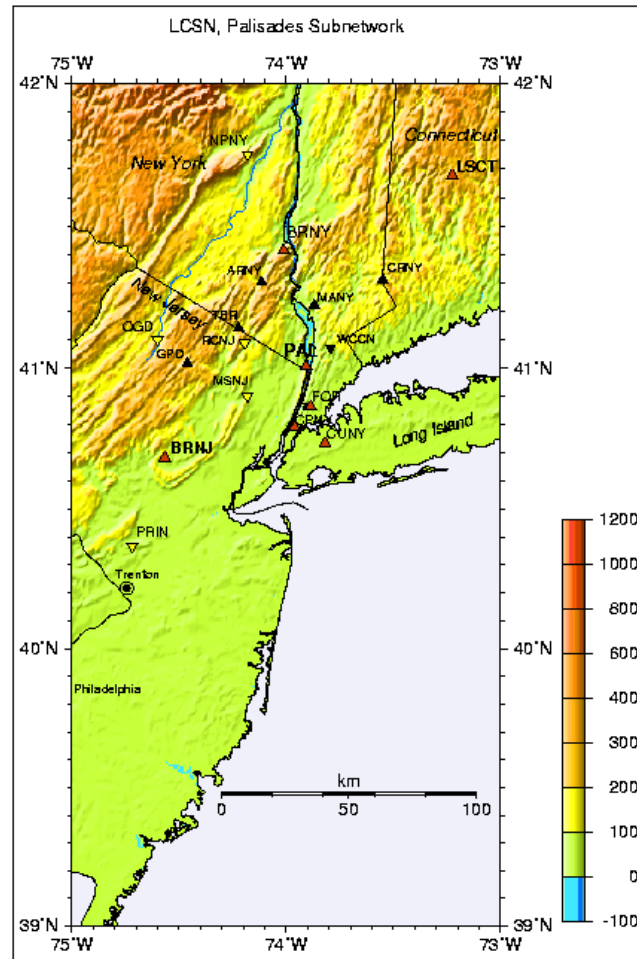 LCSN, Palisades Subnetwork
75°W 74°W 73°W
42°N 42°N
Connecticut
NPNY
New York
LSCT
BRNY
ARNY
CRNY
New Jersey
MANY
TBR
OGD
RCNJ
WCCN
GPD
41°N 41°N
PAL
MSNJ
FOR
CPNY
CUNY
Long Island
BRNJ
PRIN
Trenton
40°N 40°N
Philadelphia
km
0 50 100
39°N 39°N
75°W 74°W 73°W
1200
1000
800
600
400
300
200
100
0
-100